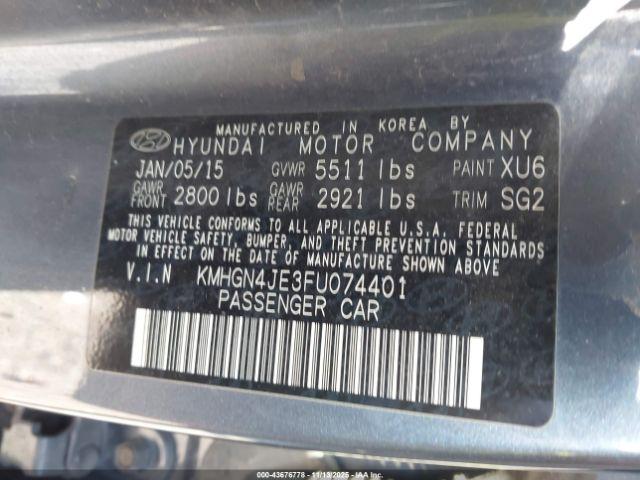 MANUFACTURED IN KOREA BY
HYUNDAI MOTOR COMPANY
JAN/05/15 GVWR 5511 lbs PAINT XU6
GAWR FRONT 2800 lbs GAWR REAR 2921 lbs TRIM SG2
THIS VEHICLE CONFORMS TO ALL APPLICABLE U.S.A. FEDERAL
MOTOR VEHICLE SAFETY, BUMPER, AND THEFT PREVENTION STANDARDS
IN EFFECT ON THE DATE OF MANUFACTURE SHOWN ABOVE
V.I.N KMHGN4JE3FU074401
PASSENGER CAR
000-43676778 - 11/13/2025 - IAAI.com